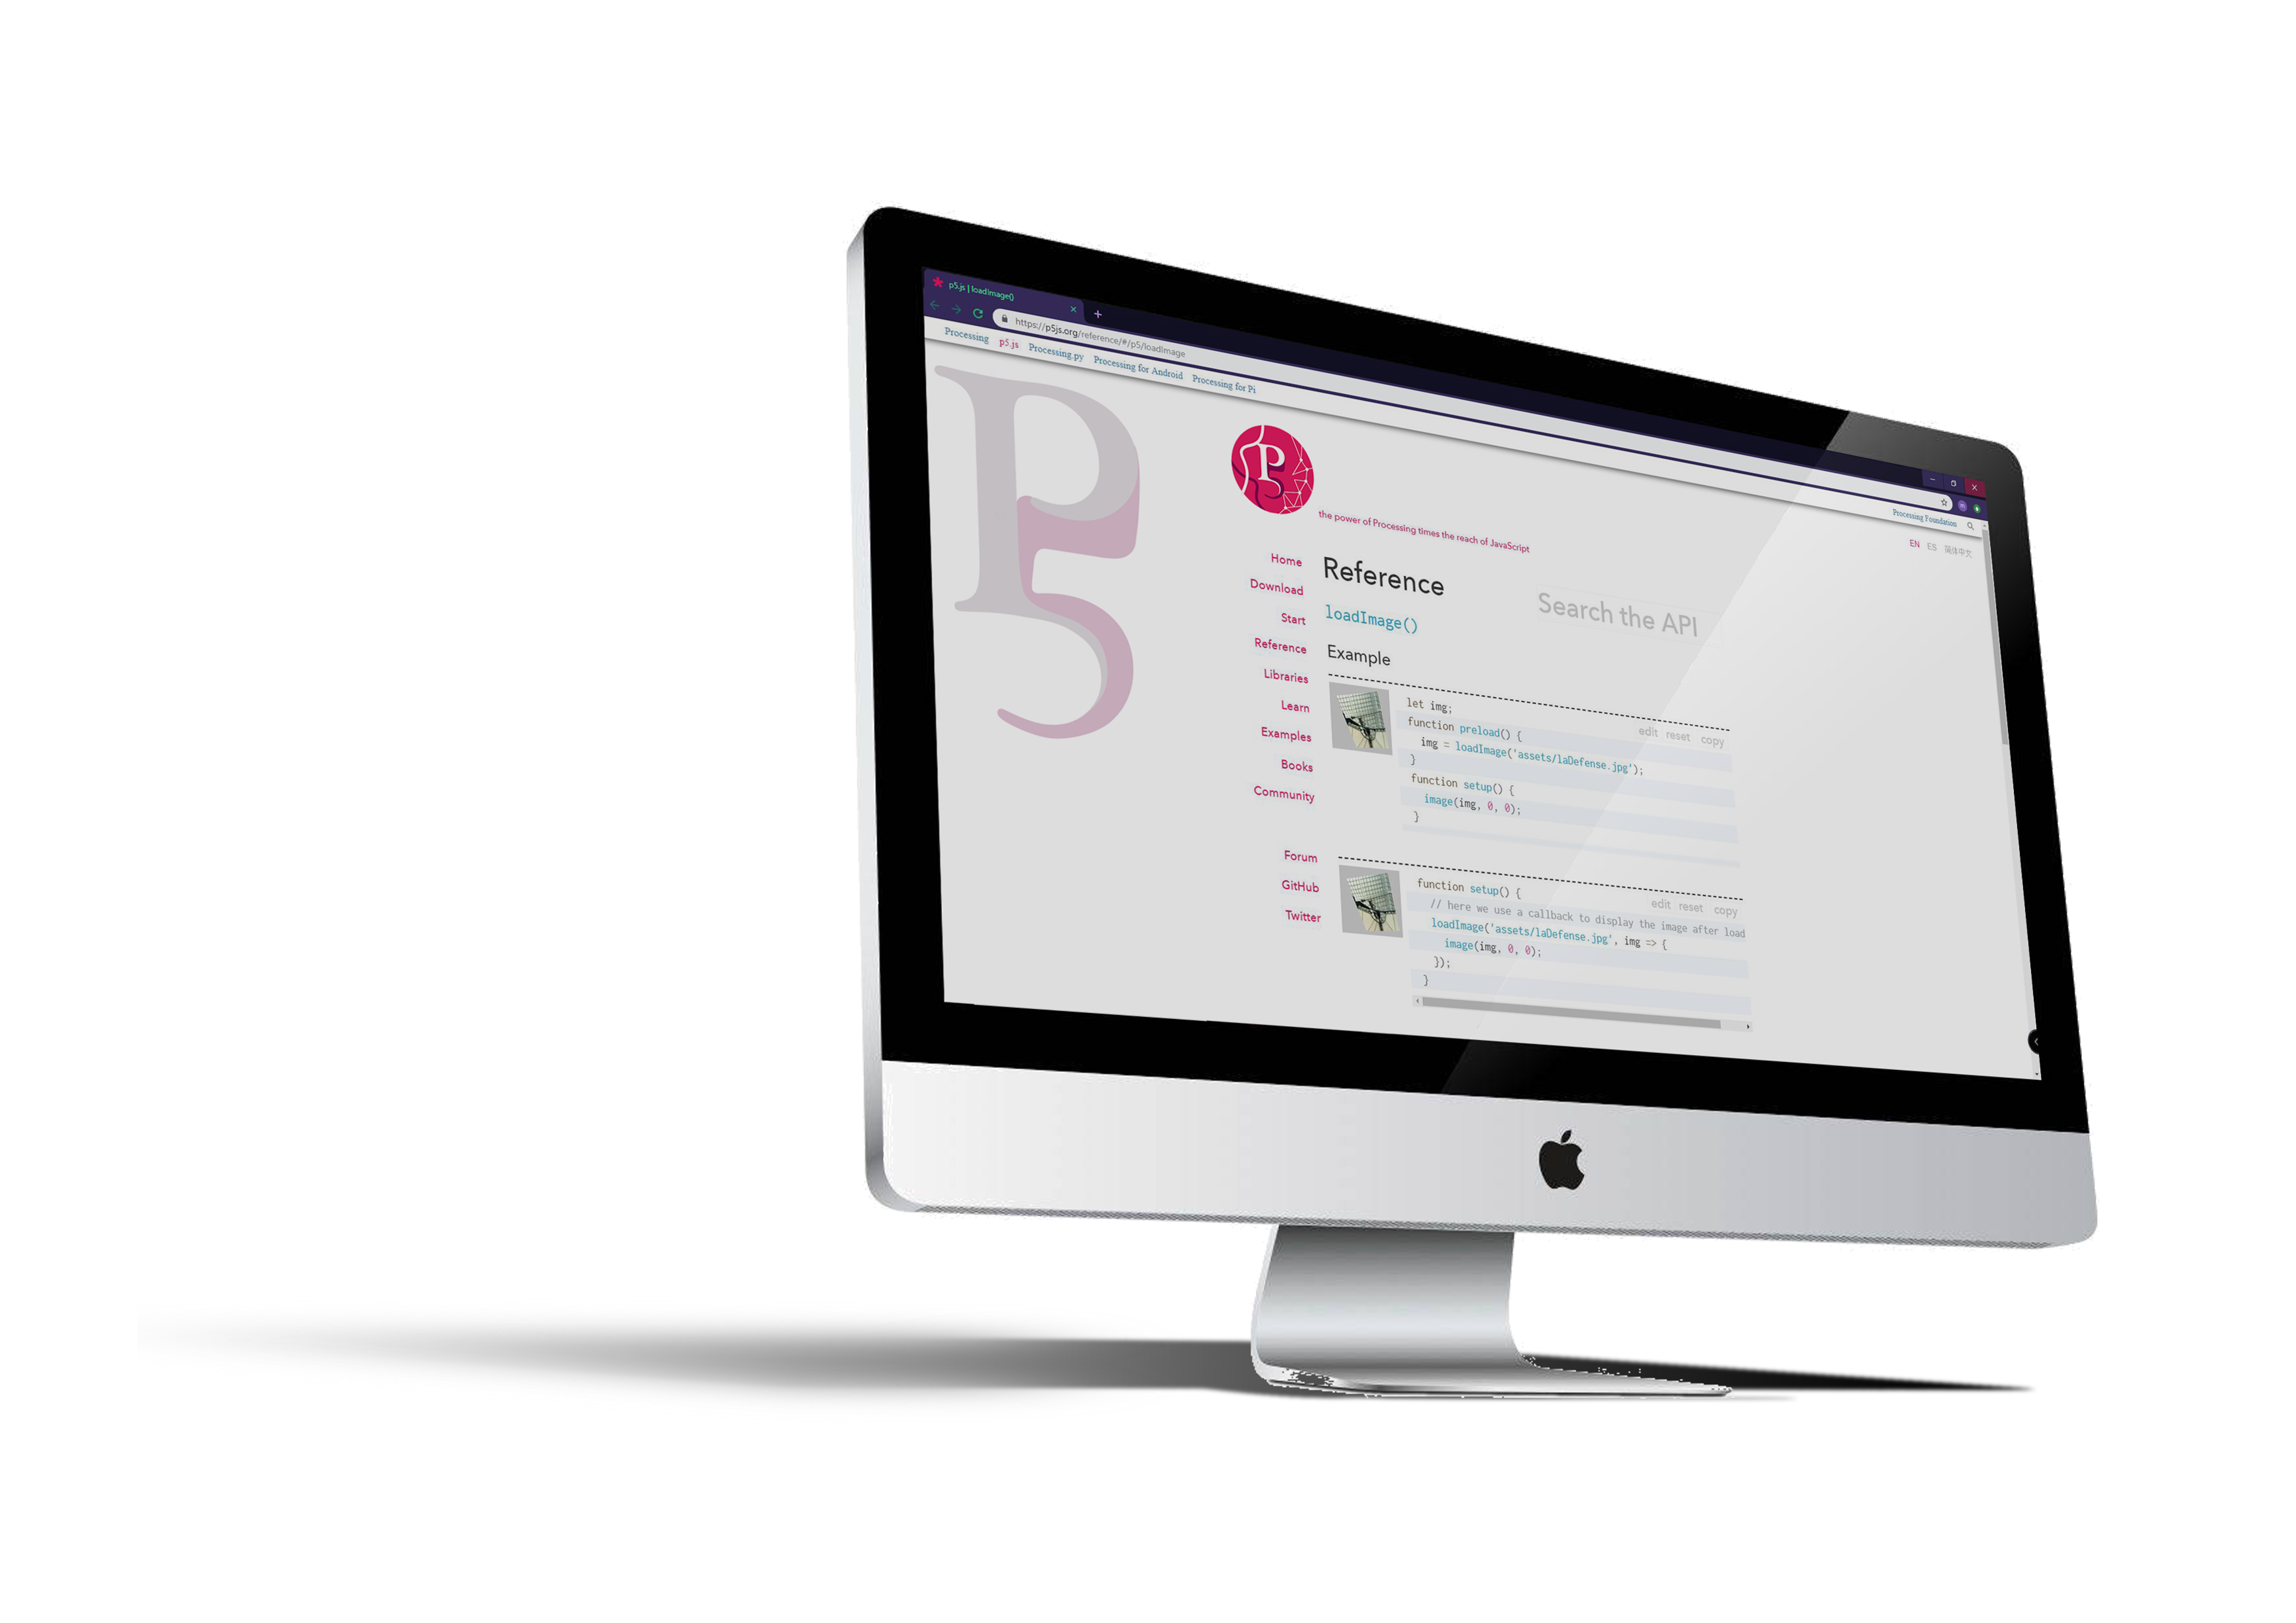 p5.js | loadImage()
https://p5js.org/reference/#/p5/loadImage
Processing p5.js Processing.py Processing for Android Processing for Pi
Processing Foundation
EN ES 简体中文
P5
P5
the power of Processing times the reach of JavaScript
Home
Download
Start
Reference
Libraries
Learn
Examples
Books
Community
Forum
GitHub
Twitter
Reference
Search the API
loadImage()
Example
edit reset copy
let img;
function preload() {
img = loadImage('assets/laDefense.jpg');
}
function setup() {
image(img, 0, 0);
}
edit reset copy
function setup() {
// here we use a callback to display the image after load
loadImage('assets/laDefense.jpg', img => {
image(img, 0, 0);
});
}